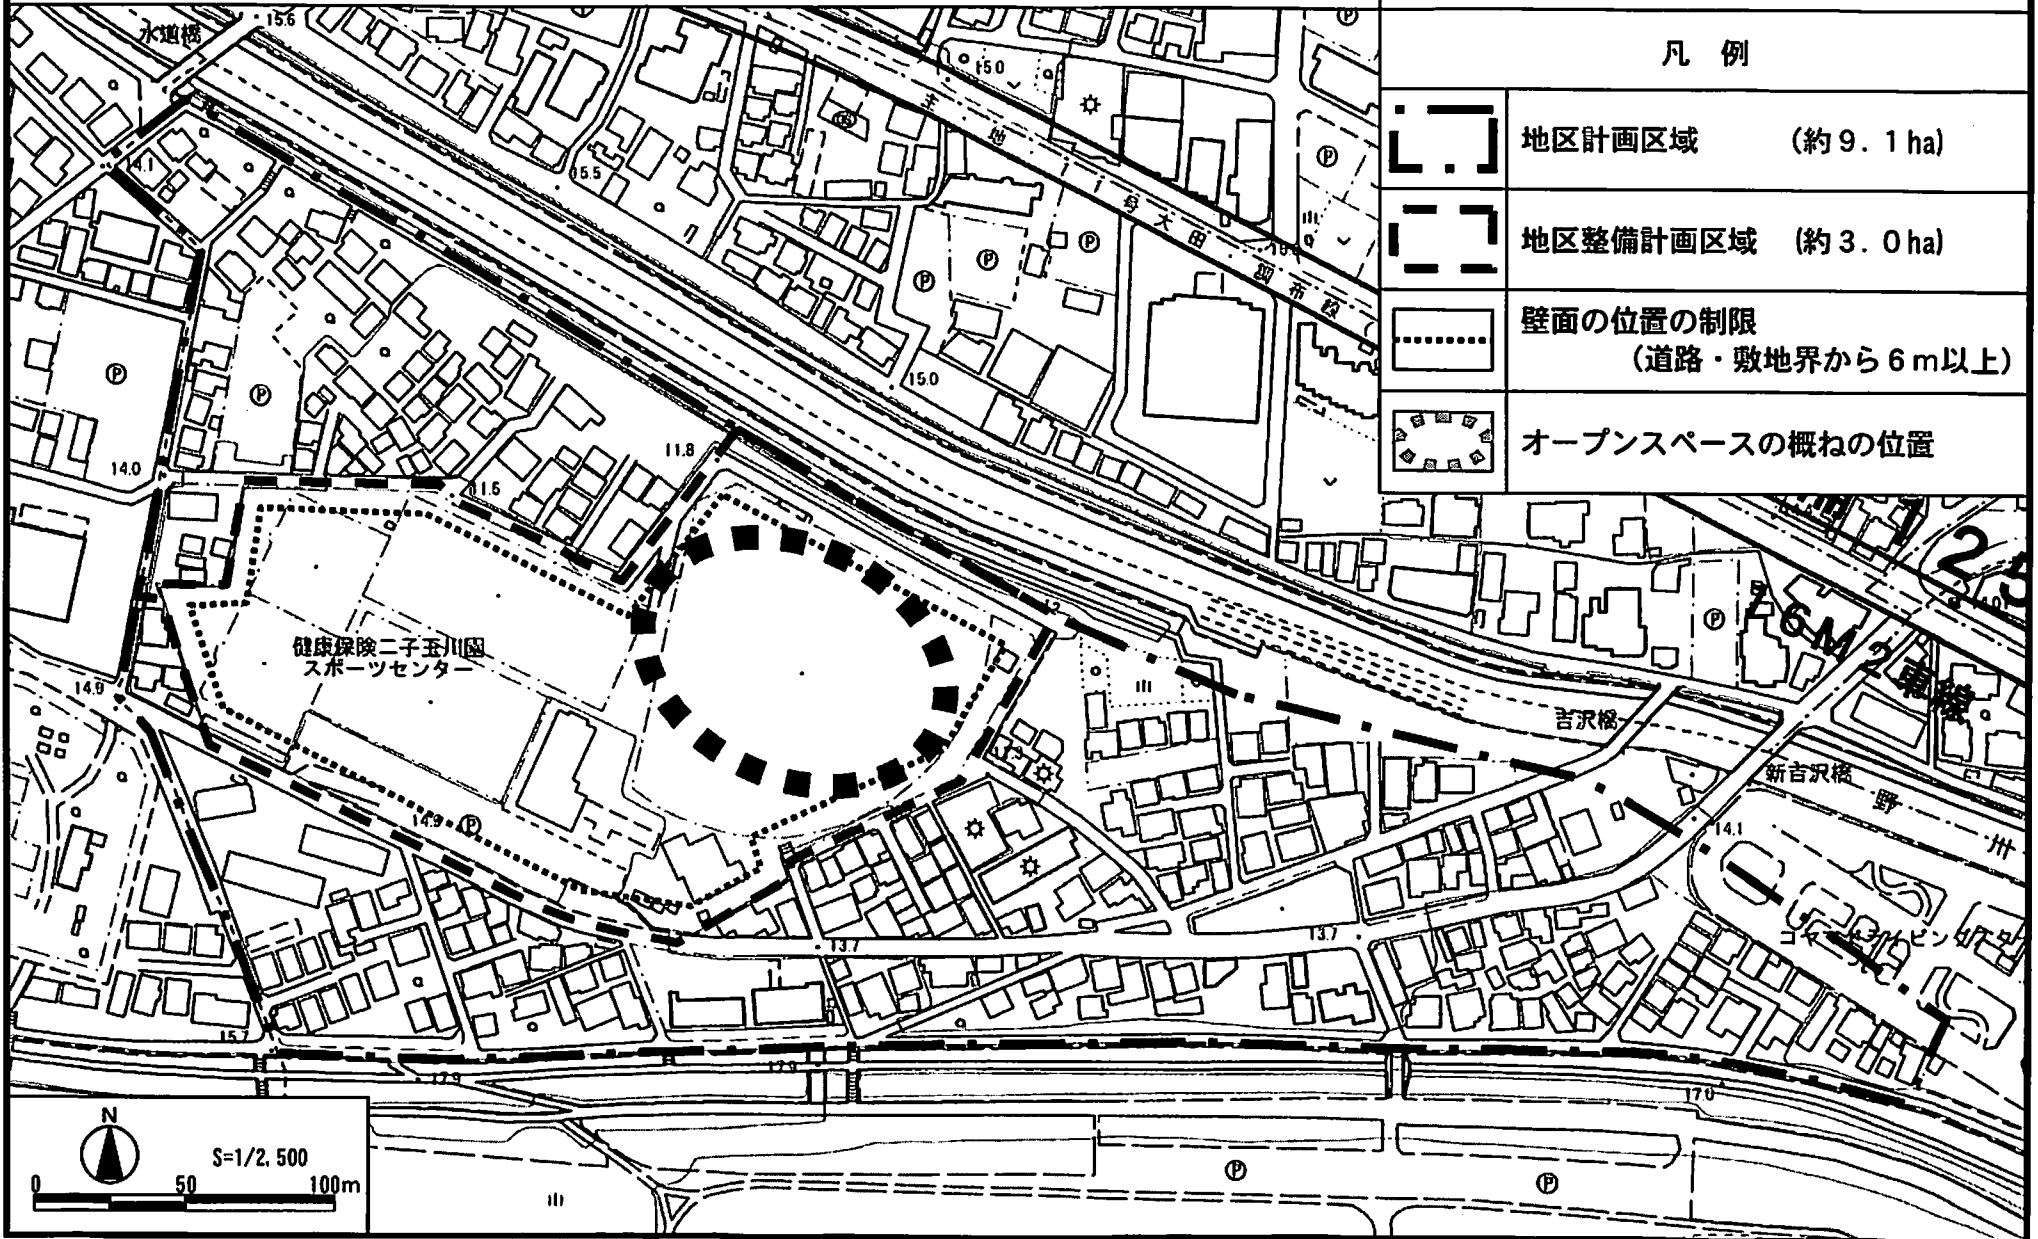 水道橋
15.6
凡 例
地区計画区域 (約9.1ha)
地区整備計画区域 (約3.0ha)
壁面の位置の制限
(道路・敷地界から6m以上)
オープンスペースの概ねの位置
15.0
主 地
大 田 調 布 線
14.1
15.5
Ⓟ
Ⓟ
Ⓟ
Ⓟ
Ⓟ
Ⓟ
Ⓟ
15.0
11.8
14.0
健康保険二子玉川園
スポーツセンター
14.9
Ⓟ
Ⓟ
吉沢橋
新吉沢橋
野 川
14.1
13.7
13.7
15.7
17.9
17.9
17.0
Ⓟ
Ⓟ
N
S=1/2,500
0 50 100m